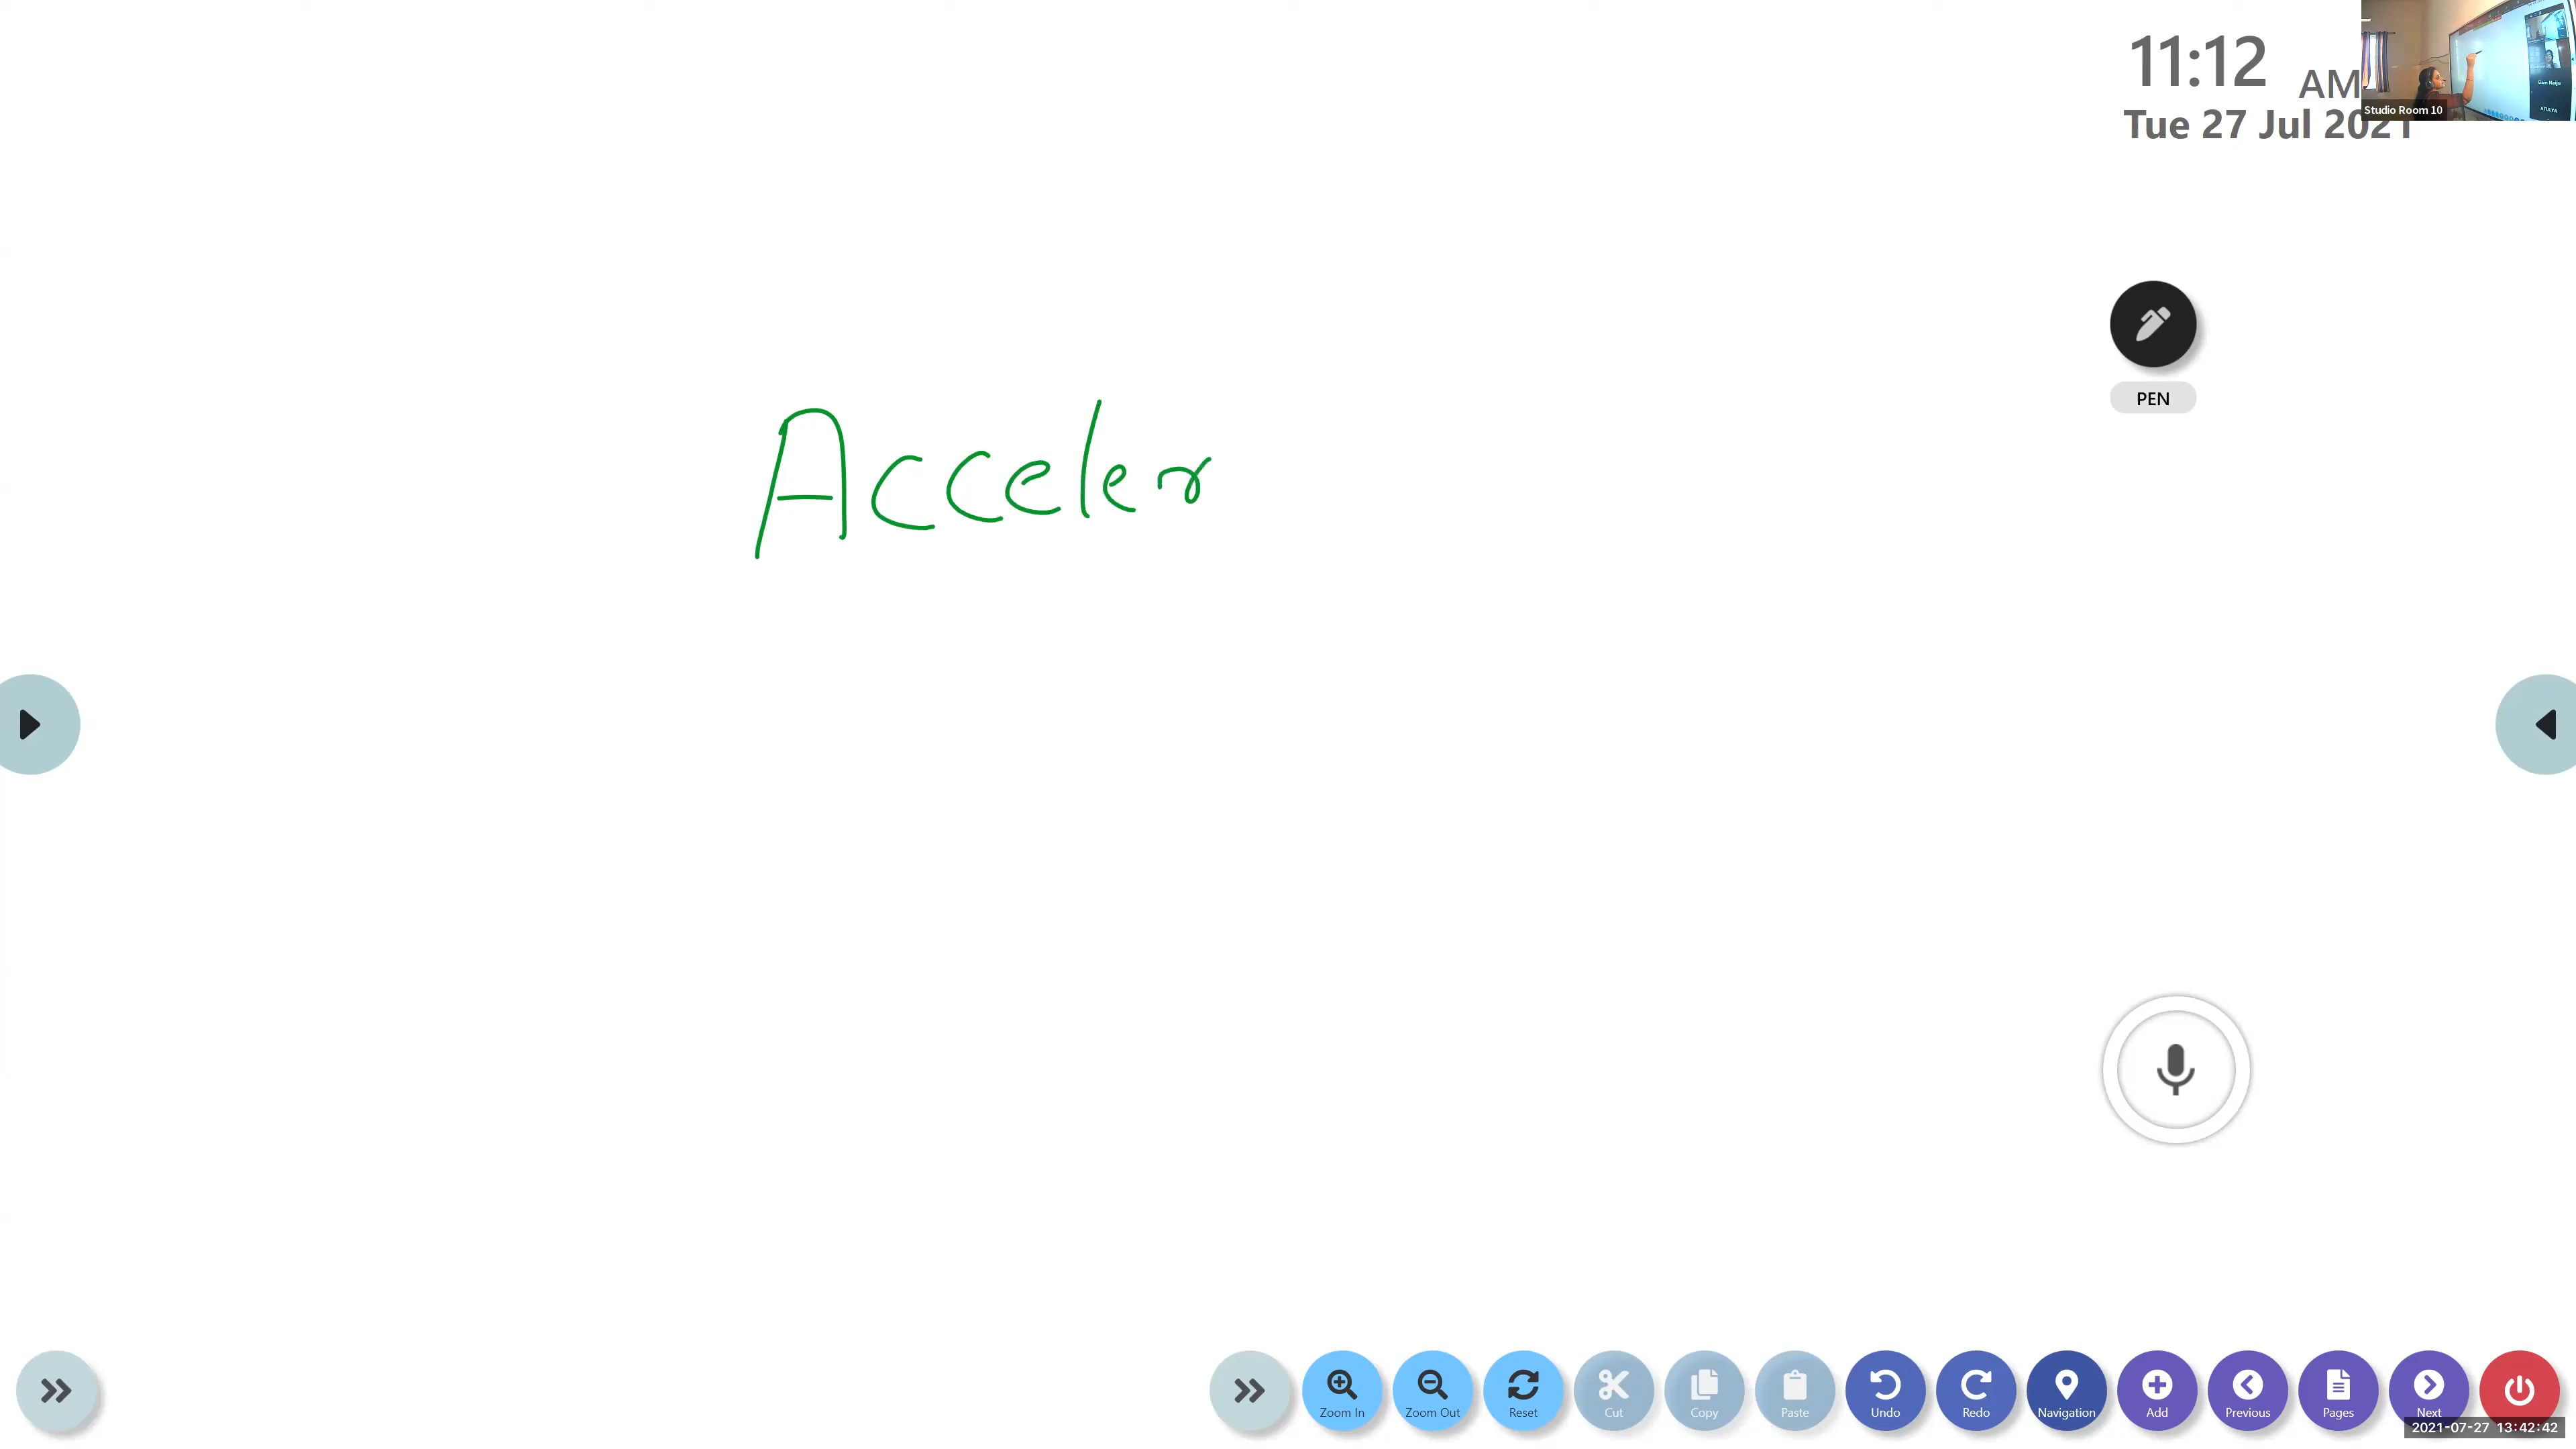 11:12 AM
Studio Room 10
Tue 27 Jul 2021
PEN
Acceler
Zoom In
Zoom Out
Reset
Cut
Copy
Paste
Undo
Redo
Navigation
Add
Previous
Pages
Next
2021-07-27 13:42:42